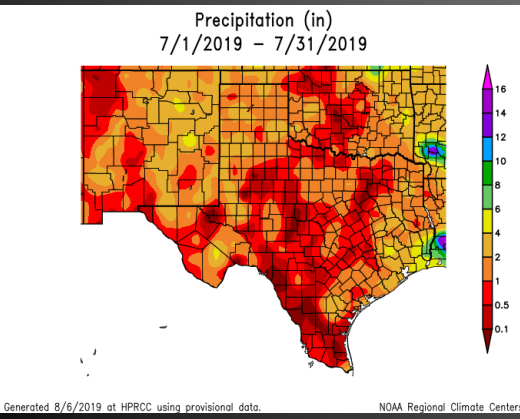 Precipitation (in)
7/1/2019 – 7/31/2019
16
14
12
10
8
6
4
2
1
0.5
0.1
Generated 8/6/2019 at HPRCC using provisional data.
NOAA Regional Climate Centers